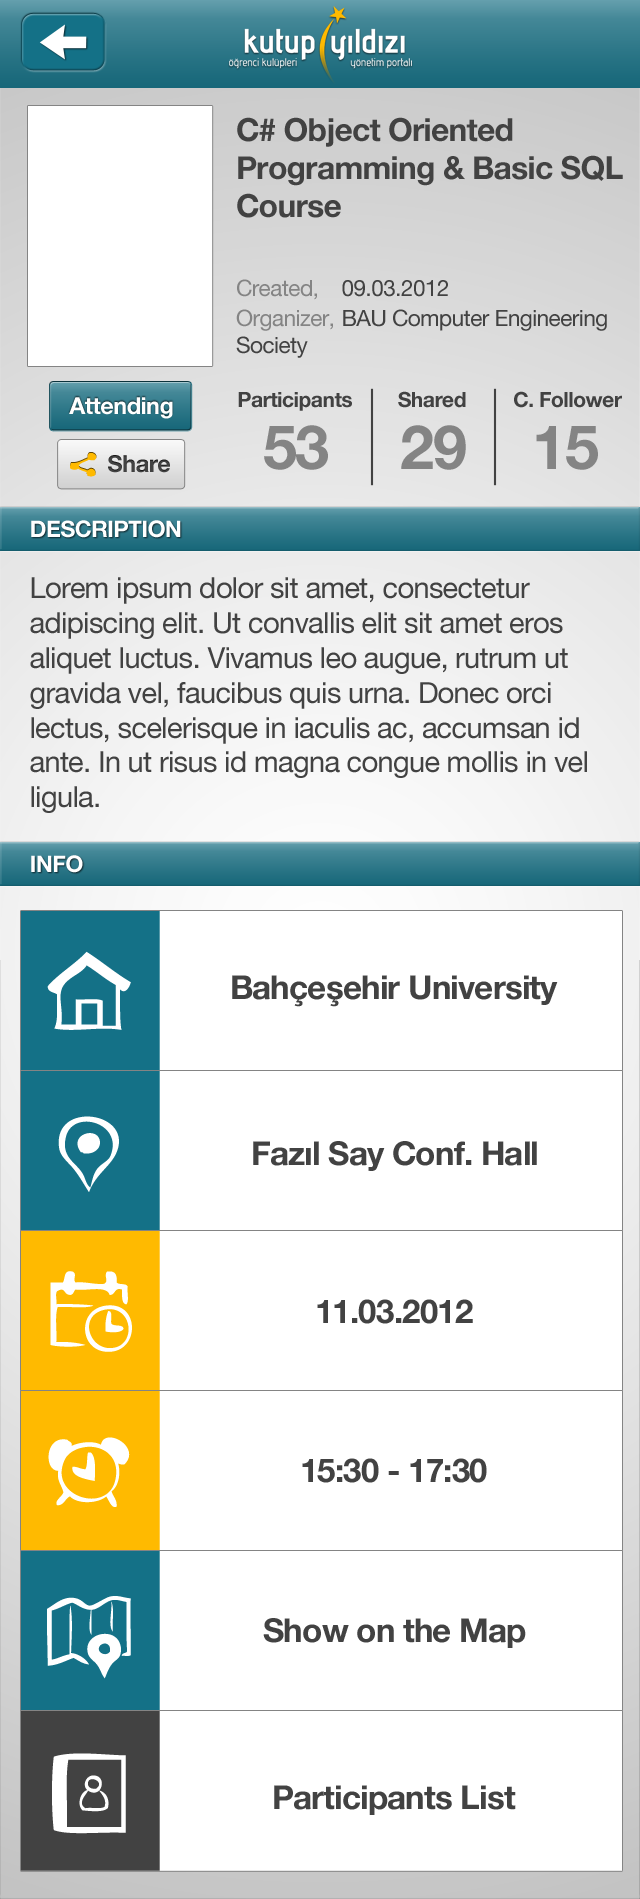 kutup yıldızı
öğrenci kulüpleri yönetim portalı
C# Object Oriented
Programming & Basic SQL
Course
Created, 09.03.2012
Organizer, BAU Computer Engineering
Society
Attending
Share
Participants
53
Shared
29
C. Follower
15
DESCRIPTION
Lorem ipsum dolor sit amet, consectetur
adipiscing elit. Ut convallis elit sit amet eros
aliquet luctus. Vivamus leo augue, rutrum ut
gravida vel, faucibus quis urna. Donec orci
lectus, scelerisque in iaculis ac, accumsan id
ante. In ut risus id magna congue mollis in vel
ligula.
INFO
Bahçeşehir University
Fazıl Say Conf. Hall
11.03.2012
15:30 - 17:30
Show on the Map
Participants List